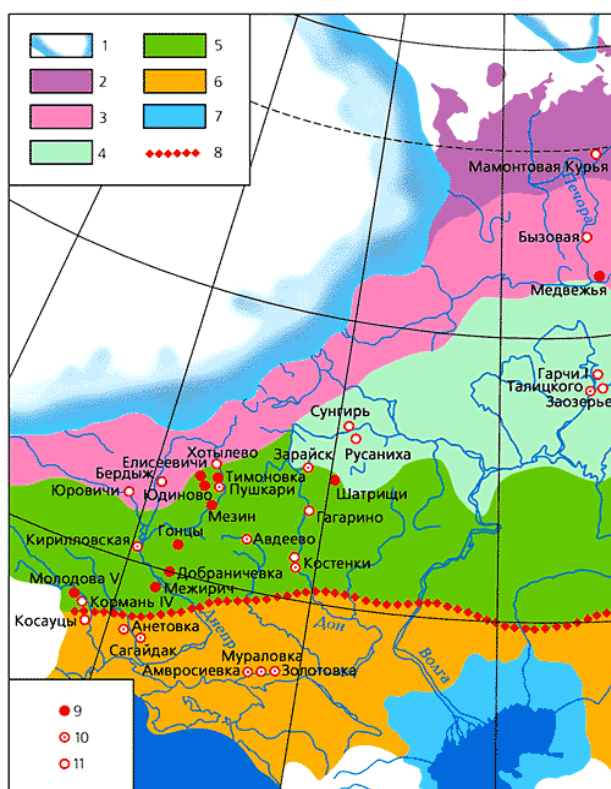 1
2
3
4
5
6
7
8
Мамонтовая Курья
Печора
Бызовая
Медвежья
Гарчи I
Талицкого
Заозерье
Сунгирь
Русаниха
Хотылево
Зарайск
Елисеевичи
Бердыж
Тимоновка
Юровичи
Юдиново
Пушкари
Шатрищи
Мезин
Гагарино
Кирилловская
Гонцы
Авдеево
Костенки
Молодова V
Добраничевка
Межирич
Кормань IV
Косауцы
Анетовка
Днепр
Дон
Сагайдак
Мураловка
Волга
Амвросиевка
Золотовка
9
10
11